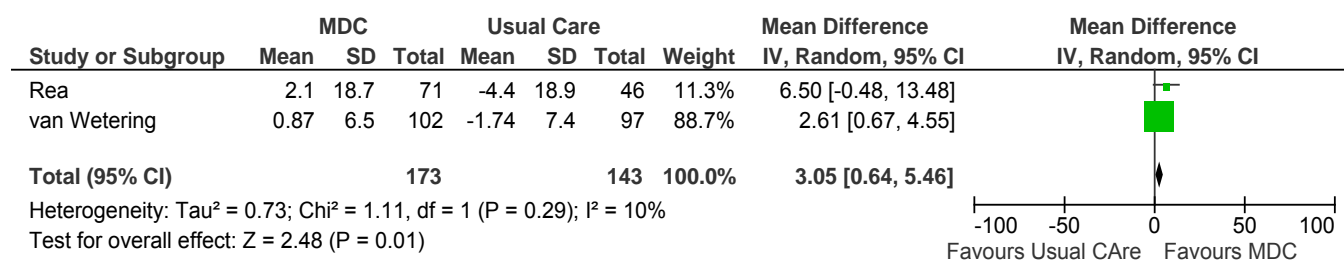 MDC Usual Care Mean Difference Mean Difference
Study or Subgroup Mean SD Total Mean SD Total Weight IV, Random, 95% CI IV, Random, 95% CI
Rea 2.1 18.7 71 -4.4 18.9 46 11.3% 6.50 [-0.48, 13.48]
van Wetering 0.87 6.5 102 -1.74 7.4 97 88.7% 2.61 [0.67, 4.55]
Total (95% CI) 173 143 100.0% 3.05 [0.64, 5.46]
Heterogeneity: Tau² = 0.73; Chi² = 1.11, df = 1 (P = 0.29); I² = 10%
Test for overall effect: Z = 2.48 (P = 0.01)
-100 -50 0 50 100
Favours Usual CAre Favours MDC